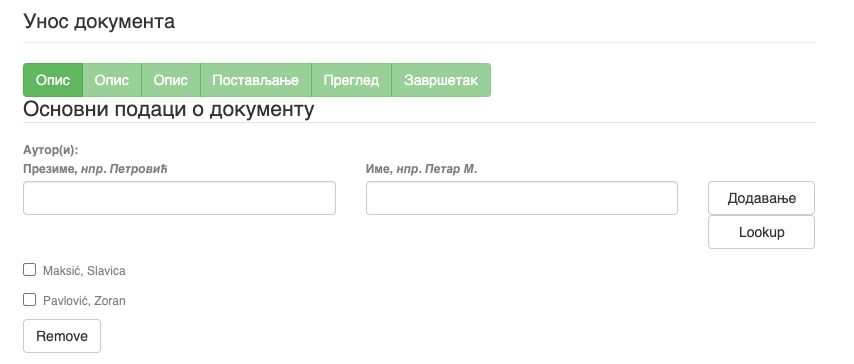 Унос документа
Опис Опис Опис Постављање Преглед Завршетак
Основни подаци о документу
Аутор(и):
Презиме, нпр. Петровић Име, нпр. Петар М.
Додавање
Lookup
Maksić, Slavica
Pavlović, Zoran
Remove